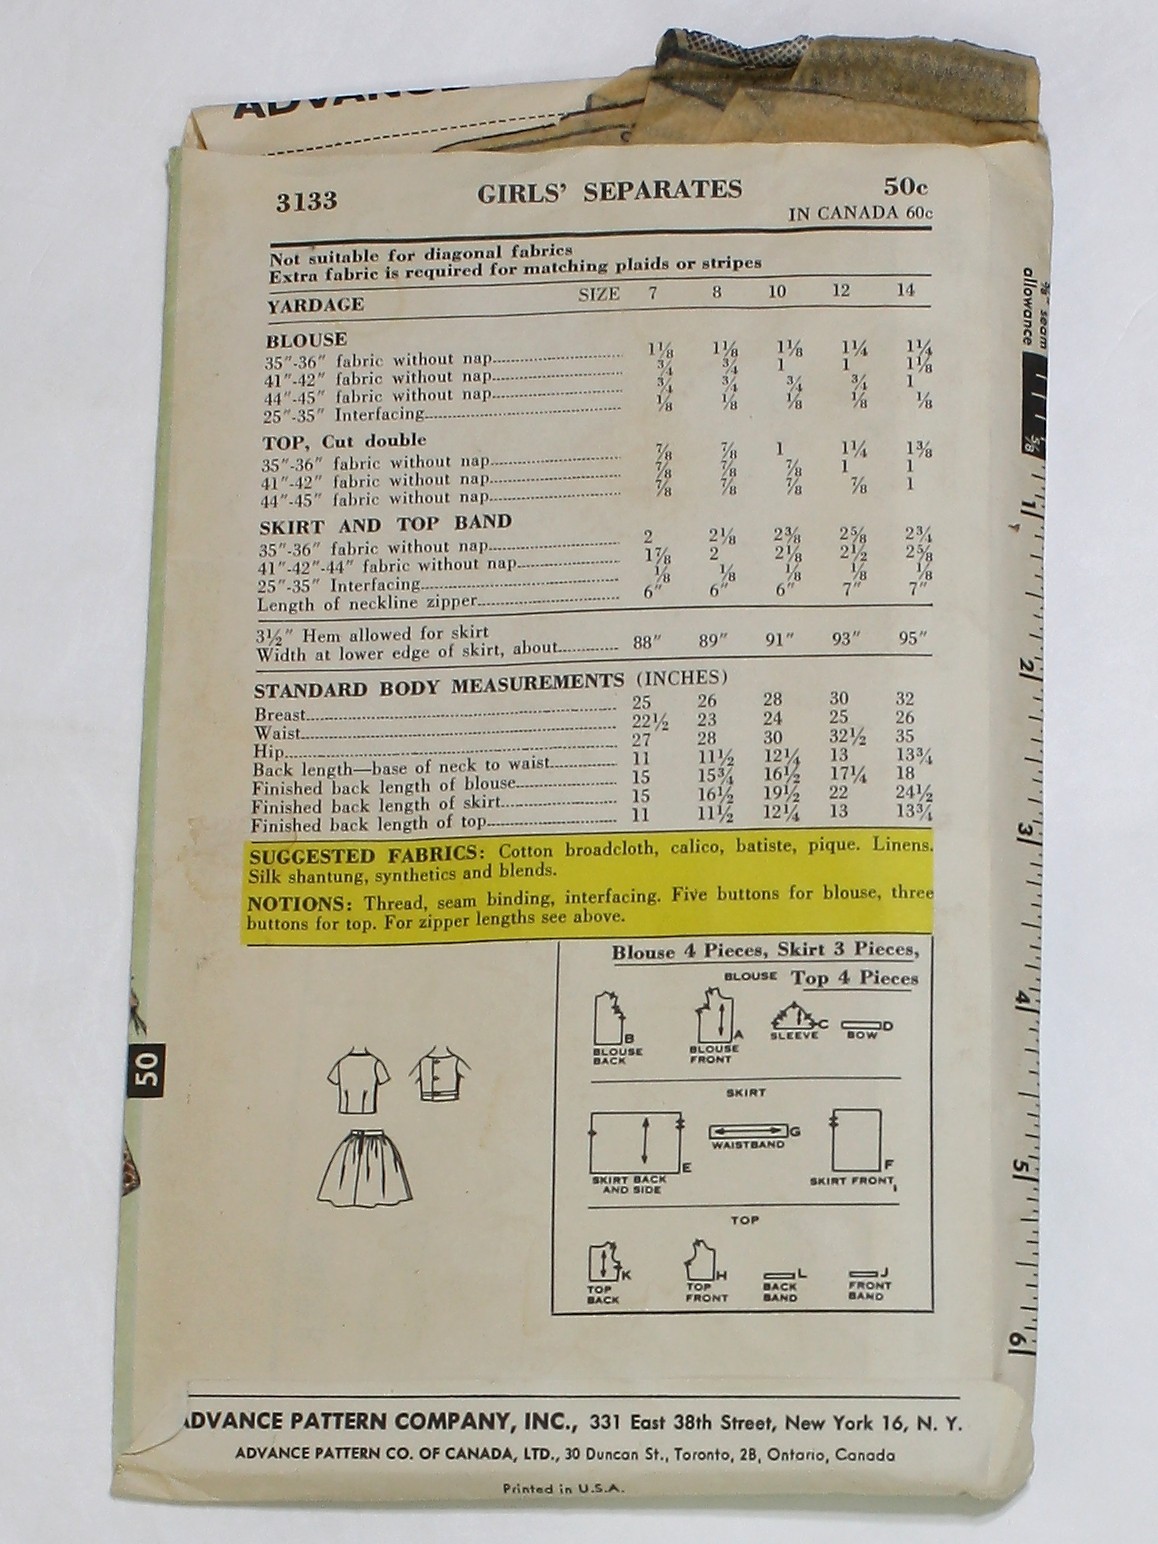 ADVANCE
3133 GIRLS' SEPARATES 50c
IN CANADA 60c
Not suitable for diagonal fabrics
Extra fabric is required for matching plaids or stripes
YARDAGE SIZE 7 8 10 12 14
BLOUSE
35"-36" fabric without nap 1⅛ 1⅛ 1⅛ 1¼ 1¼
41"-42" fabric without nap ¾ ¾ 1 1 1⅛
44"-45" fabric without nap ¾ ¾ ¾ ¾ 1
25"-35" Interfacing ⅛ ⅛ ⅛ ⅛ ⅛
TOP, Cut double
35"-36" fabric without nap ⅞ ⅞ 1 1¼ 1⅜
41"-42" fabric without nap ⅞ ⅞ ⅞ 1 1
44"-45" fabric without nap ⅞ ⅞ ⅞ ⅞ 1
SKIRT AND TOP BAND
35"-36" fabric without nap 2 2⅛ 2⅜ 2⅝ 2¾
41"-42"-44" fabric without nap 1⅞ 2 2⅛ 2½ 2⅝
25"-35" Interfacing ⅛ ⅛ ⅛ ⅛ ⅛
Length of neckline zipper 6" 6" 6" 7" 7"
3½" Hem allowed for skirt
Width at lower edge of skirt, about 88" 89" 91" 93" 95"
STANDARD BODY MEASUREMENTS (INCHES)
Breast 25 26 28 30 32
Waist 22½ 23 24 25 26
Hip 27 28 30 32½ 35
Back length—base of neck to waist 11 11½ 12¼ 13 13¾
Finished back length of blouse 15 15¾ 16½ 17¼ 18
Finished back length of skirt 15 16½ 19½ 22 24½
Finished back length of top 11 11½ 12¼ 13 13¾
SUGGESTED FABRICS: Cotton broadcloth, calico, batiste, pique. Linens.
Silk shantung, synthetics and blends.
NOTIONS: Thread, seam binding, interfacing. Five buttons for blouse, three
buttons for top. For zipper lengths see above.
Blouse 4 Pieces, Skirt 3 Pieces,
Top 4 Pieces
BLOUSE
B
BLOUSE
BACK
A
BLOUSE
FRONT
C
SLEEVE
D
BOW
SKIRT
E
SKIRT BACK
AND SIDE
G
WAISTBAND
F
SKIRT FRONT
TOP
K
TOP
BACK
H
TOP
FRONT
L
BACK
BAND
J
FRONT
BAND
50
⅝" seam
allowance
⅝
1
2
3
4
5
6
ADVANCE PATTERN COMPANY, INC., 331 East 38th Street, New York 16, N. Y.
ADVANCE PATTERN CO. OF CANADA, LTD., 30 Duncan St., Toronto, 2B, Ontario, Canada
Printed in U.S.A.